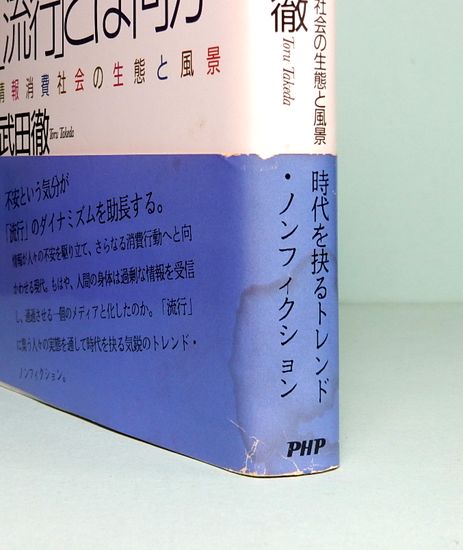 「流行」とは何か
情報消費社会の生態と風景
武田徹
Toru Takeda
不安という気分が
「流行」のダイナミズムを助長する。
情報が人々の不安を駆り立て、さらなる消費行動へと向
かわせる現代。もはや、人間の身体は過剰な情報を受信
し、通過させる一個のメディアと化したのか。「流行」
に集う人々の実態を通して時代を抉る気鋭のトレンド・
ノンフィクション。
社会の生態と風景
徹
Toru Takeda
時代を抉るトレンド
・ノンフィクション
PHP